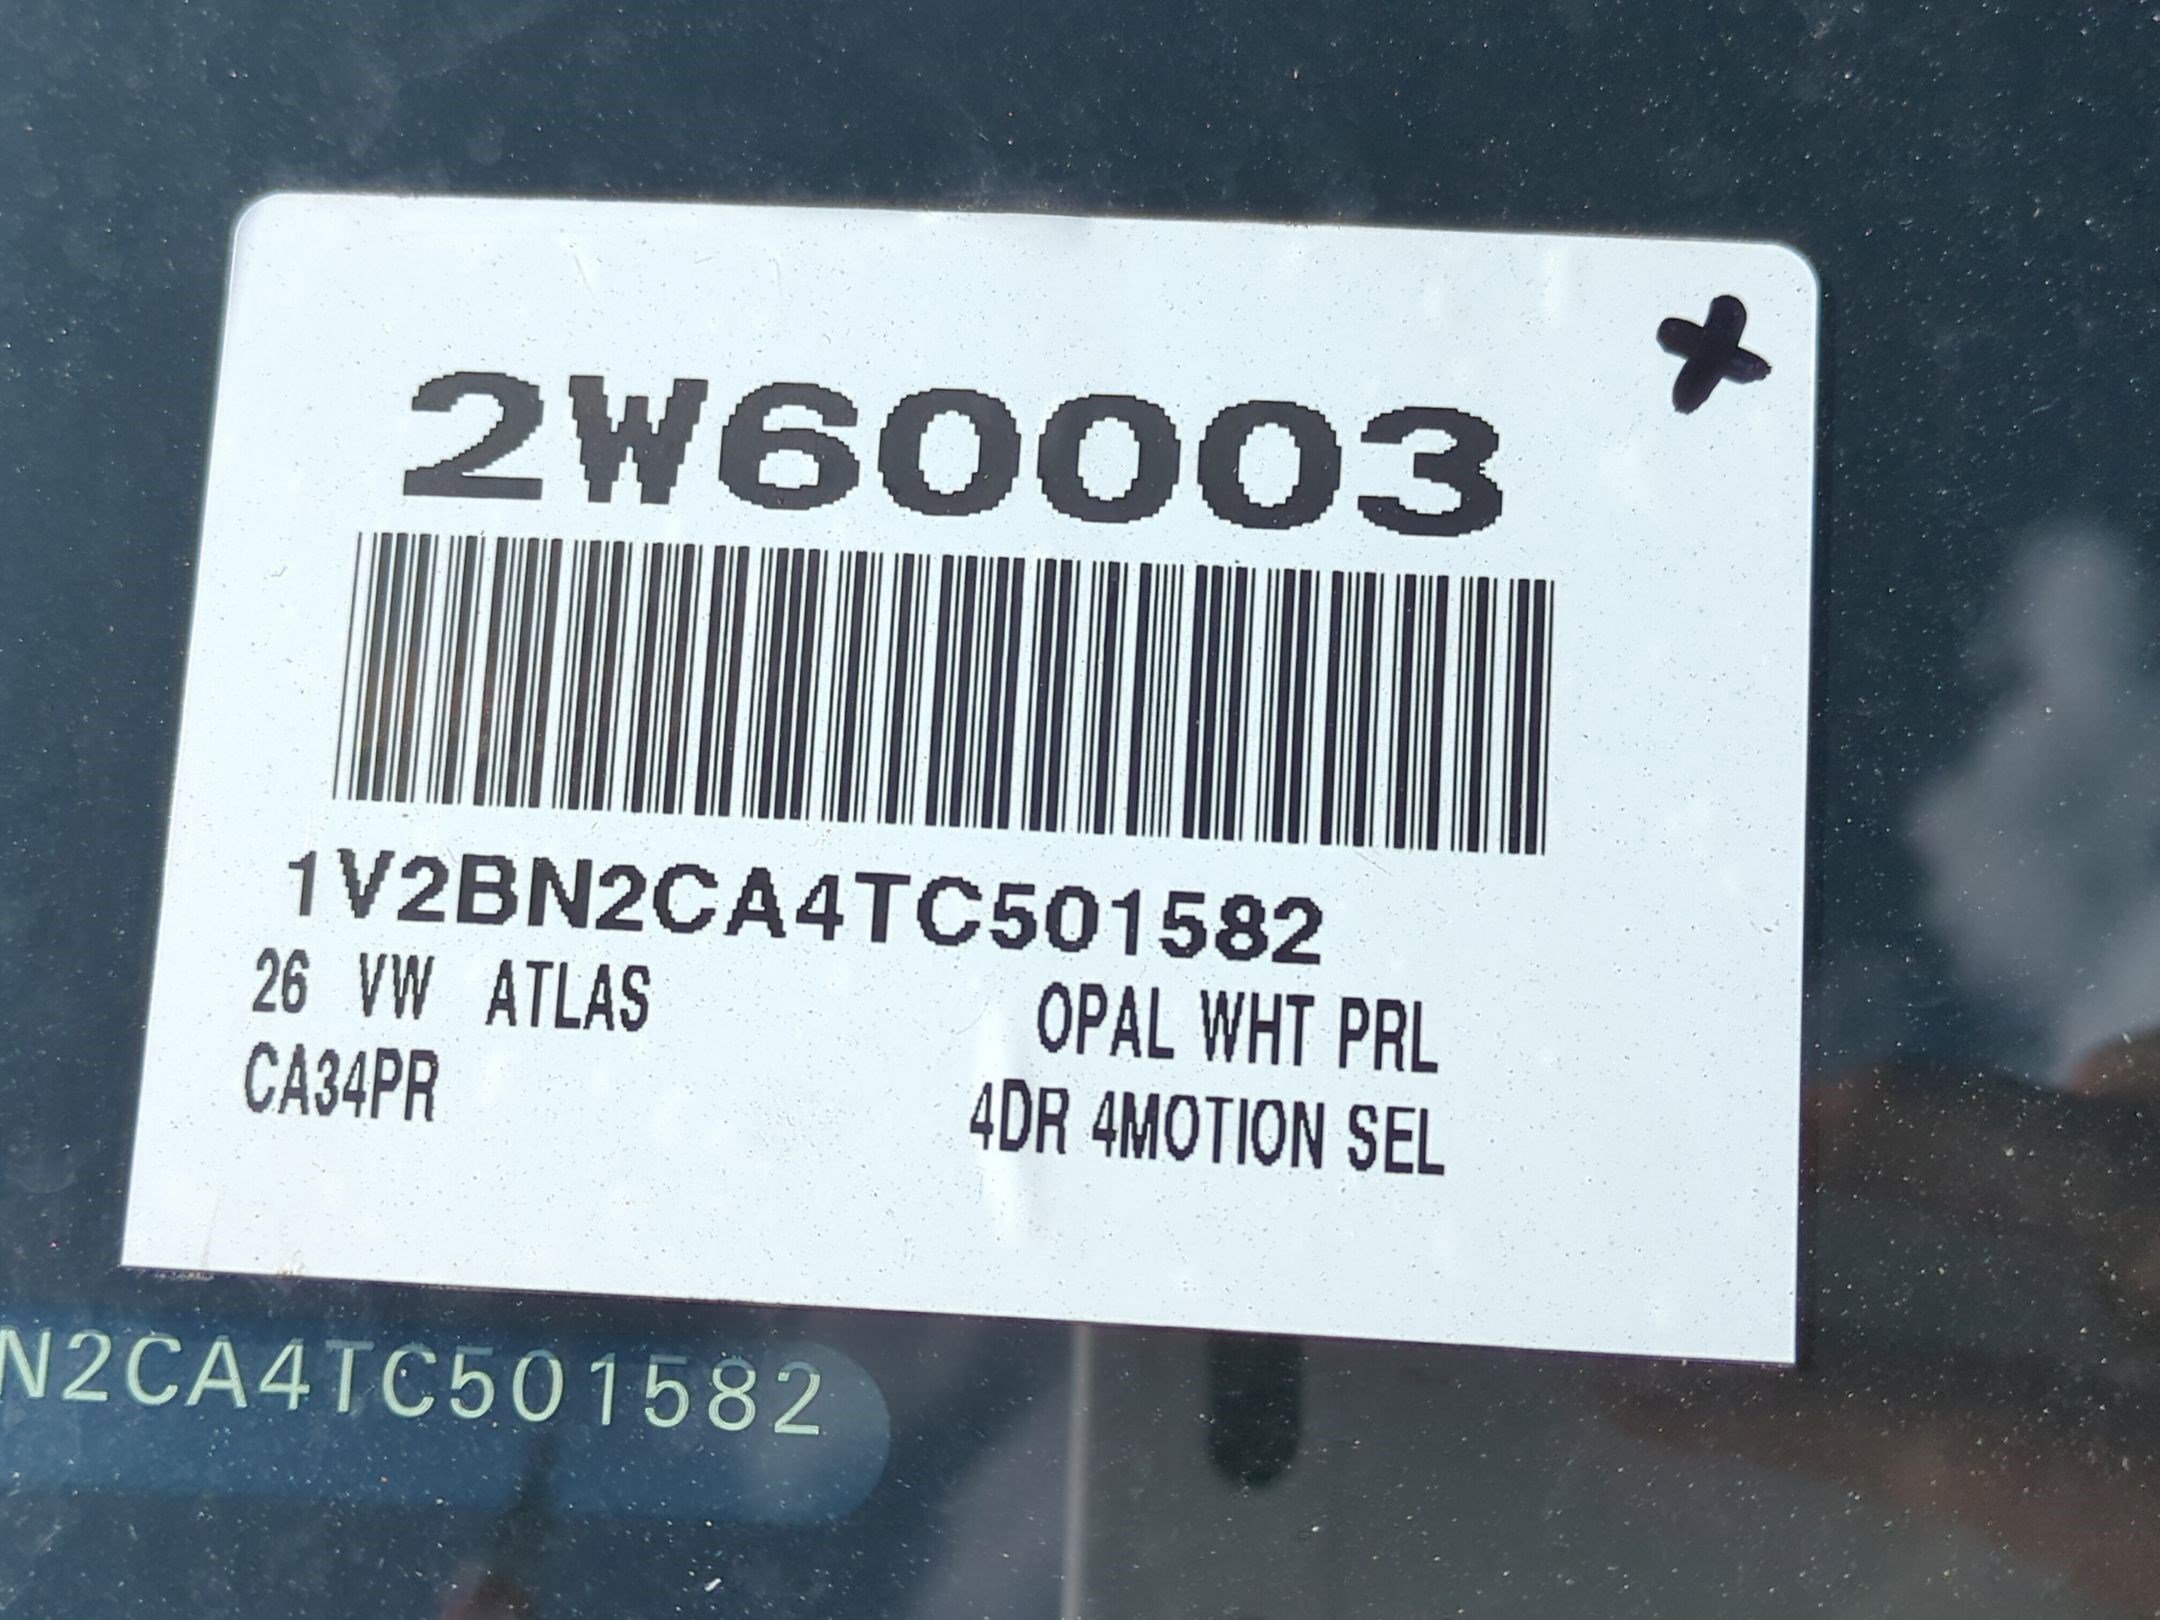 2W60003
1V2BN2CA4TC501582
26 VW ATLAS OPAL WHT PRL
CA34PR 4DR 4MOTION SEL
N2CA4TC501582